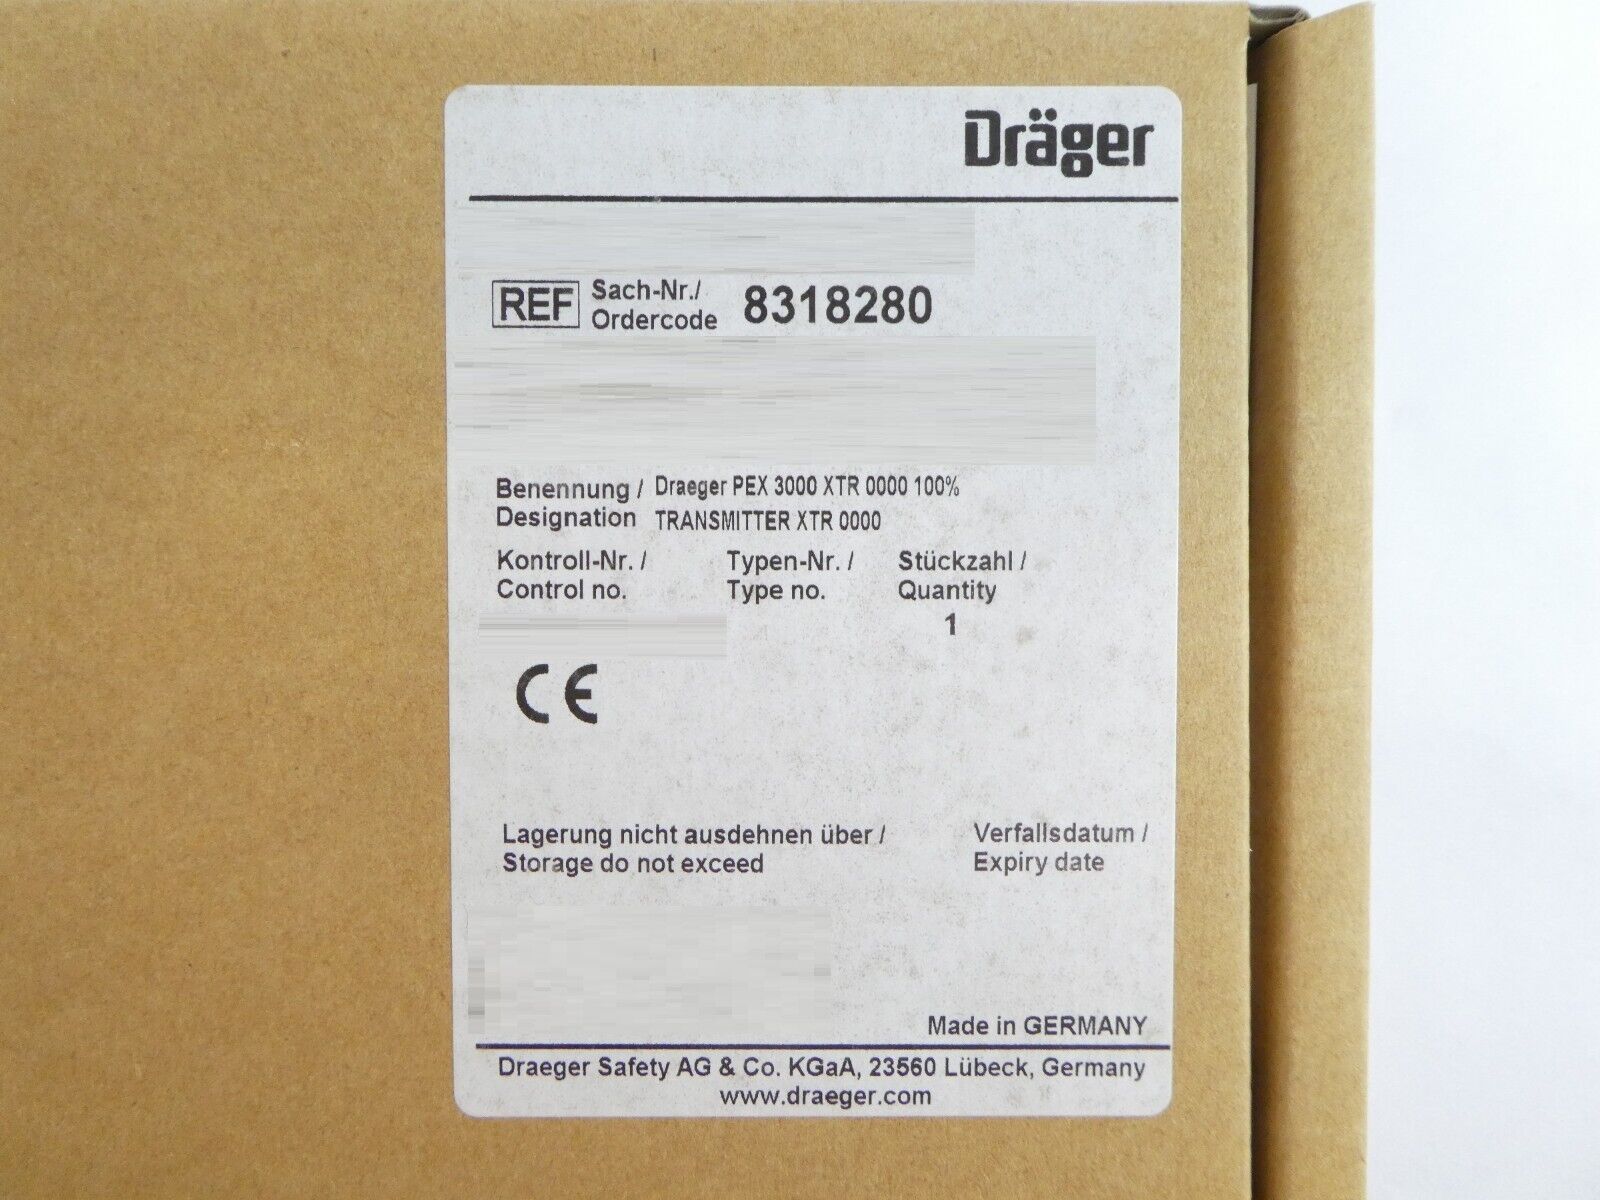 Dräger
REF Sach-Nr./ Ordercode 8318280
Benennung / Draeger PEX 3000 XTR 0000 100%
Designation TRANSMITTER XTR 0000
Kontroll-Nr. / Typen-Nr. / Stückzahl /
Control no. Type no. Quantity
1
CE
Lagerung nicht ausdehnen über / Verfallsdatum /
Storage do not exceed Expiry date
Made in GERMANY
Draeger Safety AG & Co. KGaA, 23560 Lübeck, Germany
www.draeger.com